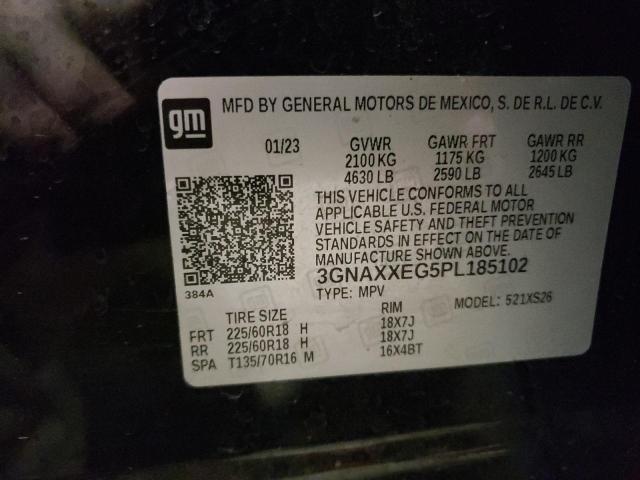 gm
MFD BY GENERAL MOTORS DE MEXICO, S. DE R.L. DE C.V.
01/23 GVWR GAWR FRT GAWR RR
2100 KG 1175 KG 1200 KG
4630 LB 2590 LB 2645 LB
THIS VEHICLE CONFORMS TO ALL
APPLICABLE U.S. FEDERAL MOTOR
VEHICLE SAFETY AND THEFT PREVENTION
STANDARDS IN EFFECT ON THE DATE OF
MANUFACTURE SHOWN ABOVE.
3GNAXXEG5PL185102
384A
TYPE: MPV MODEL: 521XS26
TIRE SIZE RIM
FRT 225/60R18 H 18X7J
RR 225/60R18 H 18X7J
SPA T135/70R16 M 16X4BT